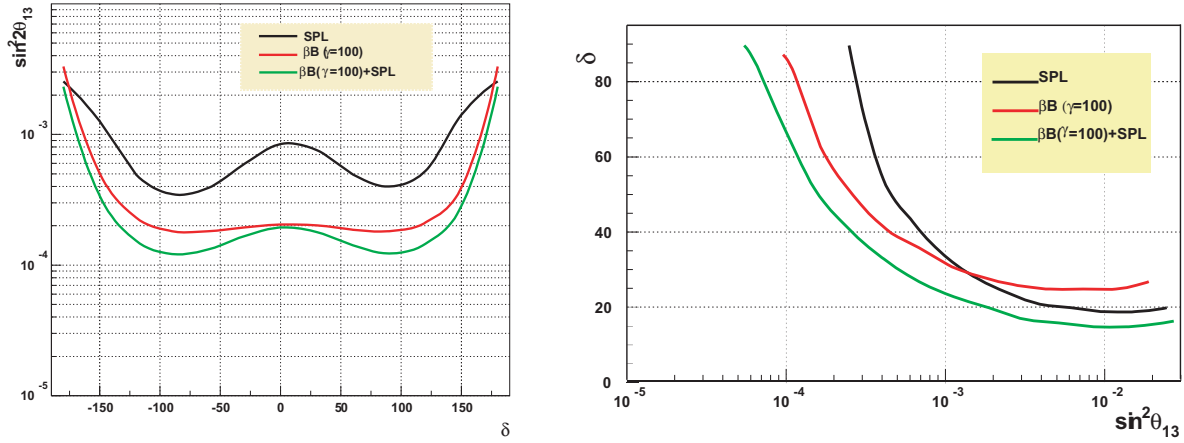 sin²2θ₁₃
SPL
βB (γ=100)
βB(γ=100)+SPL
10⁻³
10⁻⁴
10⁻⁵
-150 -100 -50 0 50 100 150
δ
δ
SPL
βB (γ=100)
βB(γ=100)+SPL
80
60
40
20
0
10⁻⁵ 10⁻⁴ 10⁻³ 10⁻²
sin²θ₁₃